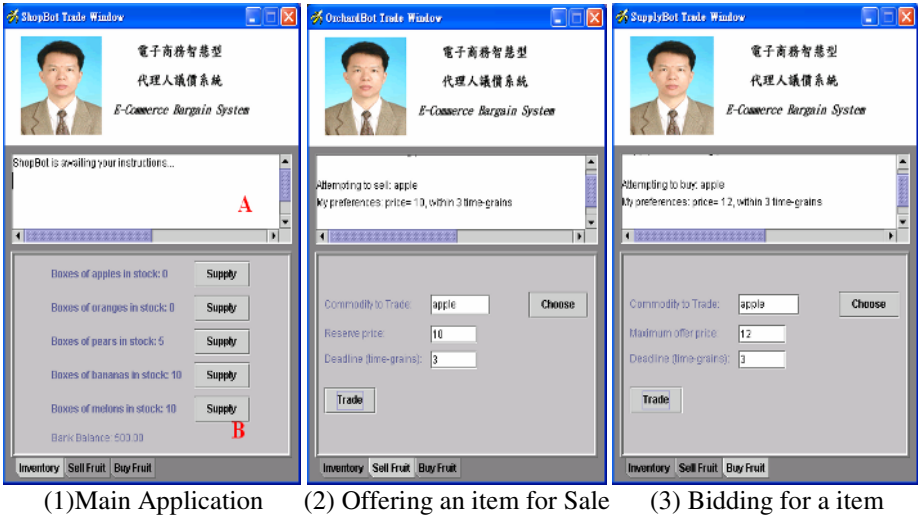 ShopBot Trade Window
電子商務智慧型
代理人議價系統
E-Commerce Bargain System
ShopBot is awaiting your instructions...
A
Boxes of apples in stock: 0 Supply
Boxes of oranges in stock: 0 Supply
Boxes of pears in stock: 5 Supply
Boxes of bananas in stock: 10 Supply
Boxes of melons in stock: 10 Supply
B
Bank Balance: 500.00
Inventory Sell Fruit Buy Fruit
(1)Main Application
OrchardBot Trade Window
電子商務智慧型
代理人議價系統
E-Commerce Bargain System
Attempting to sell: apple
My preferences: price= 10, within 3 time-grains
Commodity to Trade: apple Choose
Reserve price: 10
Deadline (time-grains): 3
Trade
Inventory Sell Fruit Buy Fruit
(2) Offering an item for Sale
SupplyBot Trade Window
電子商務智慧型
代理人議價系統
E-Commerce Bargain System
Attempting to buy: apple
My preferences: price= 12, within 3 time-grains
Commodity to Trade: apple Choose
Maximum offer price: 12
Deadline (time-grains): 3
Trade
Inventory Sell Fruit Buy Fruit
(3) Bidding for a item